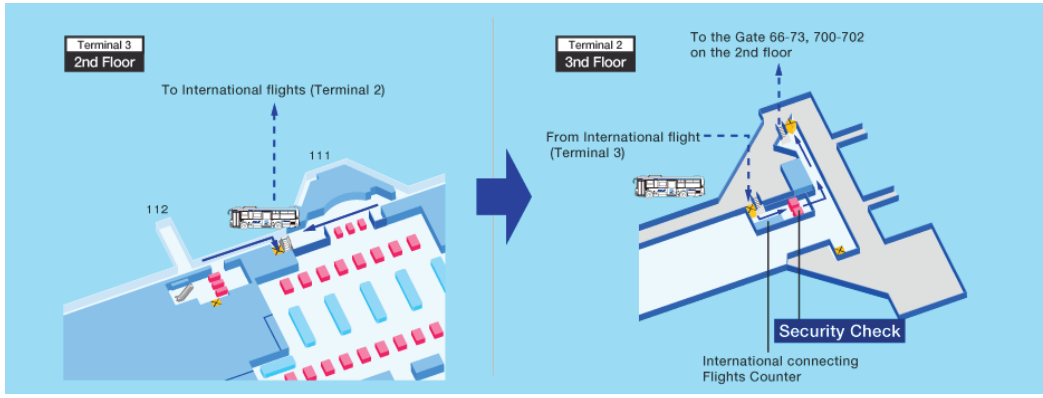 Terminal 3
2nd Floor
To International flights (Terminal 2)
111
112
Terminal 2
3nd Floor
To the Gate 66-73, 700-702
on the 2nd floor
From International flight
(Terminal 3)
Security Check
International connecting
Flights Counter